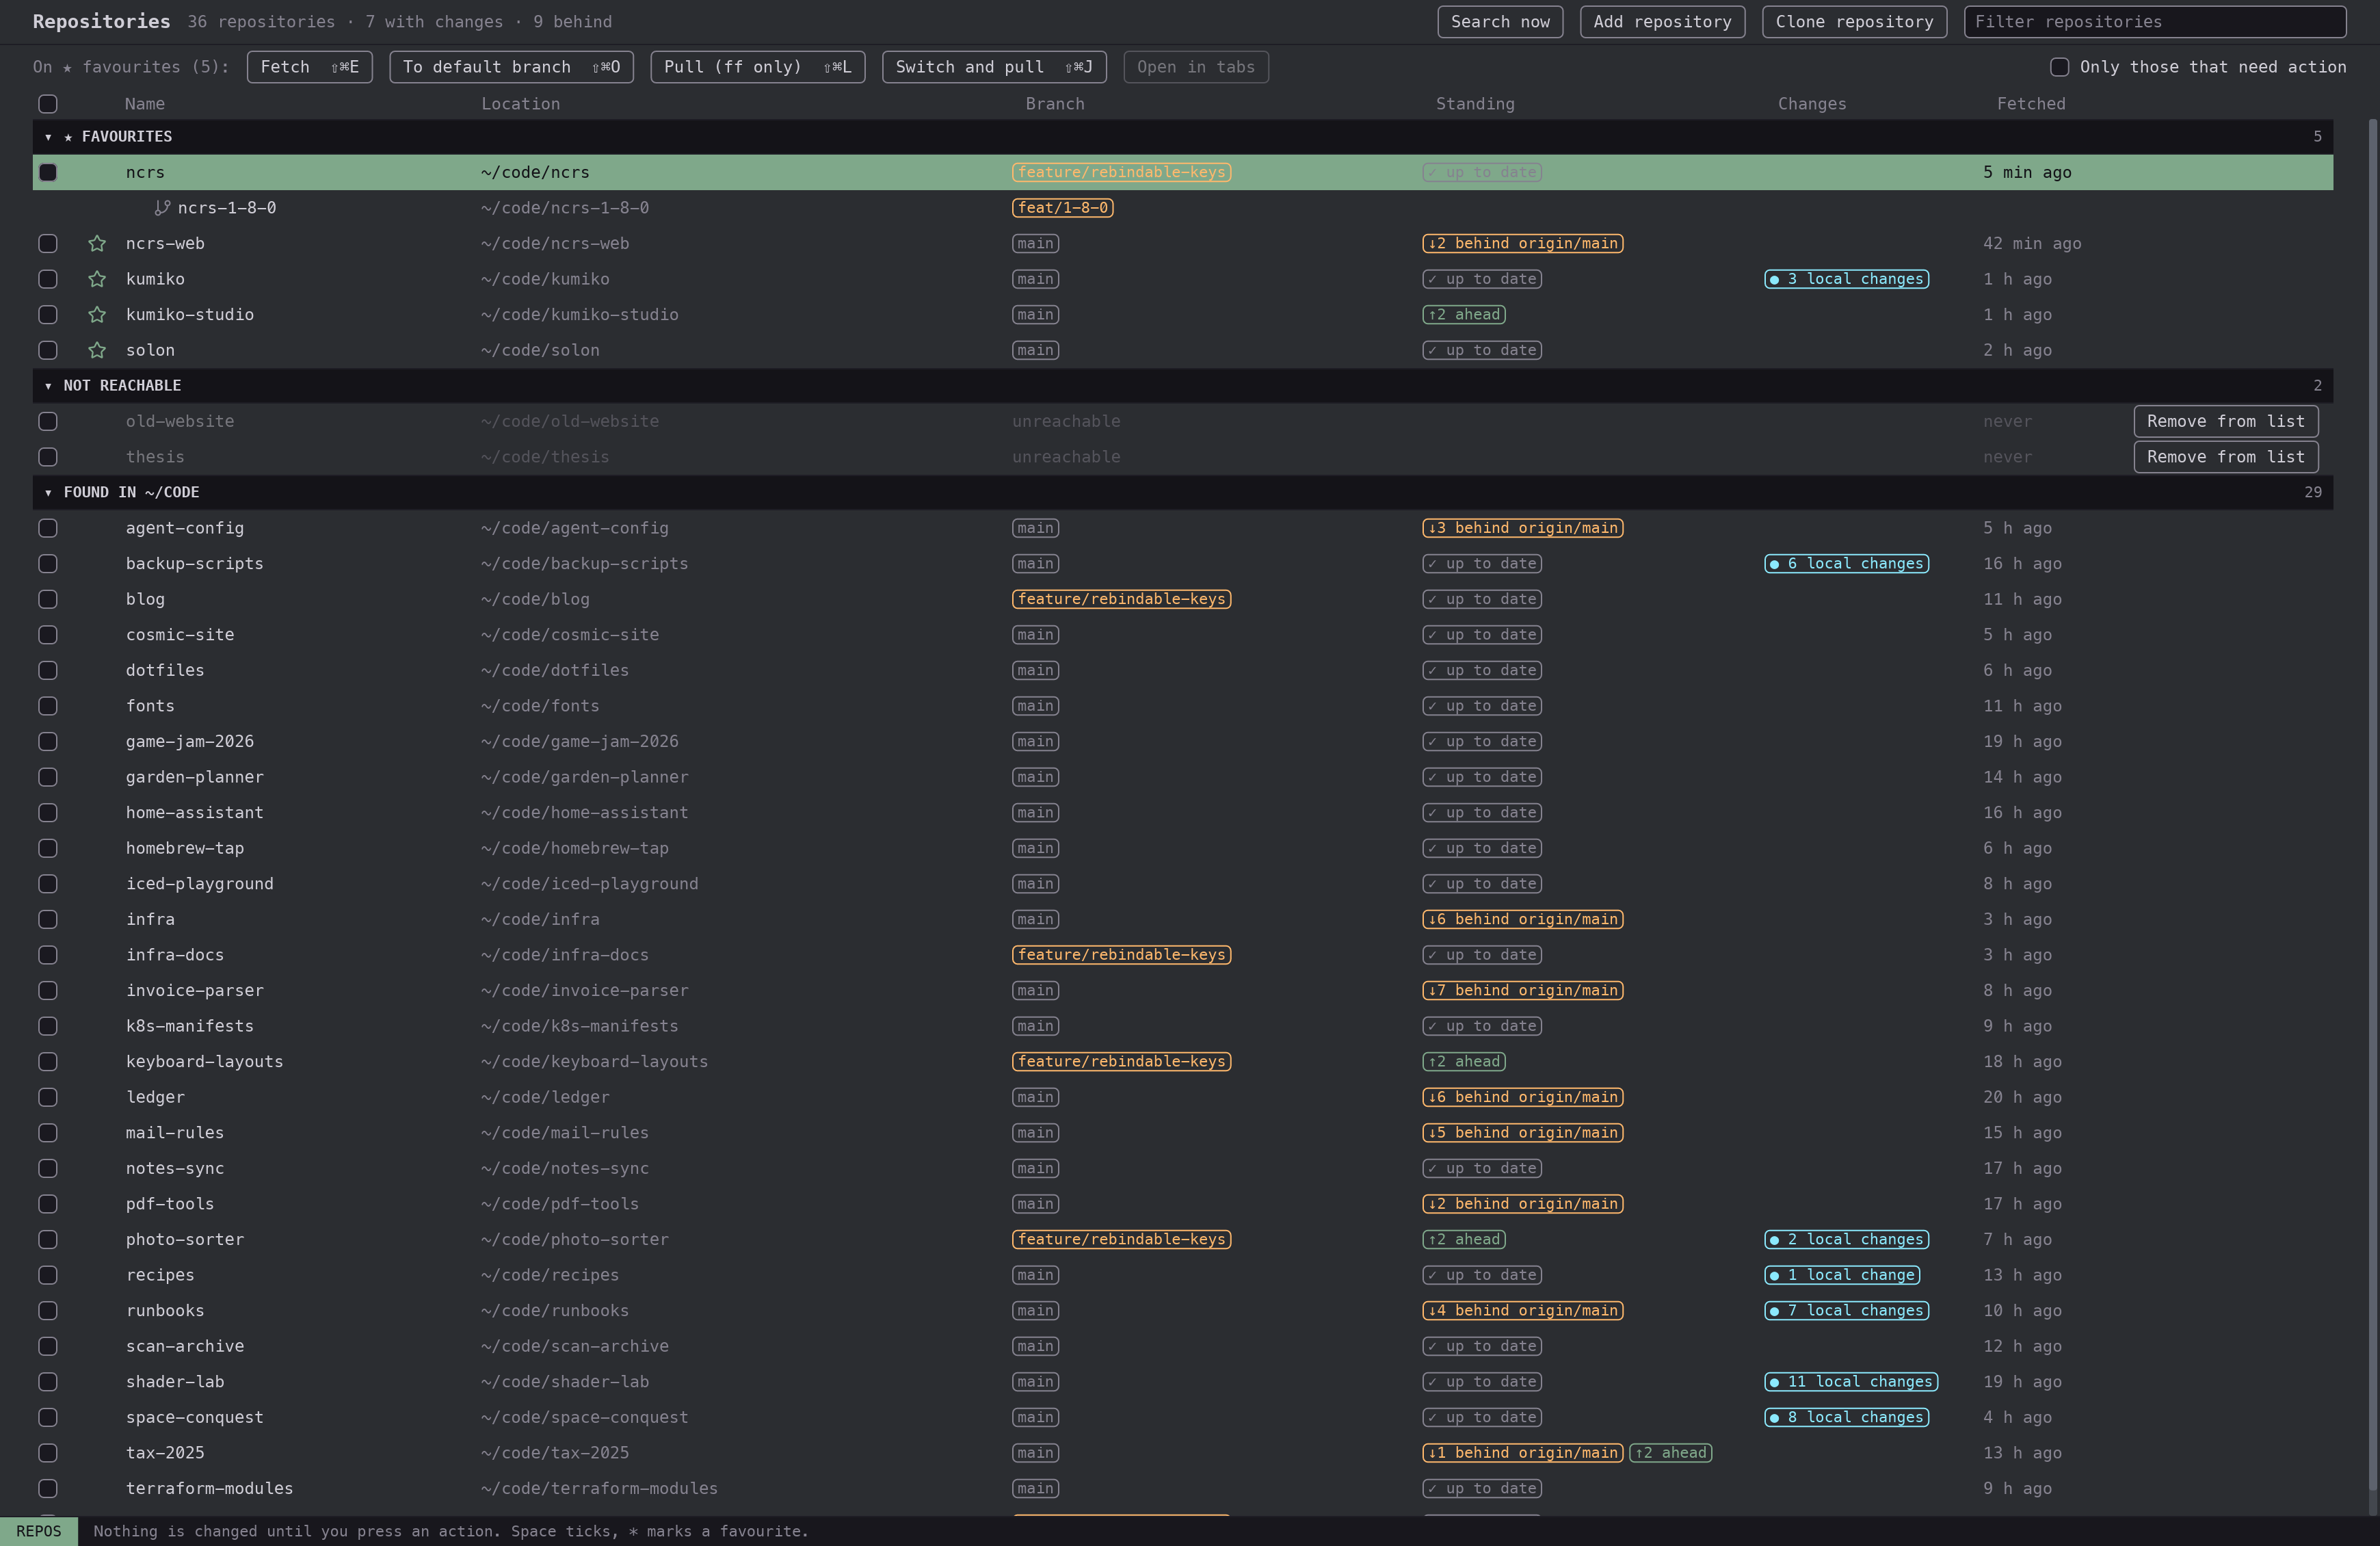 Repositories 36 repositories · 7 with changes · 9 behind Search now Add repository Clone repository Filter repositories
On ★ favourites (5): Fetch ⇧⌘E To default branch ⇧⌘O Pull (ff only) ⇧⌘L Switch and pull ⇧⌘J Open in tabs Only those that need action
Name Location Branch Standing Changes Fetched
▾ ★ FAVOURITES 5
ncrs ~/code/ncrs feature/rebindable-keys ✓ up to date 5 min ago
ncrs-1-8-0 ~/code/ncrs-1-8-0 feat/1-8-0
ncrs-web ~/code/ncrs-web main ↓2 behind origin/main 42 min ago
kumiko ~/code/kumiko main ✓ up to date ● 3 local changes 1 h ago
kumiko-studio ~/code/kumiko-studio main ↑2 ahead 1 h ago
solon ~/code/solon main ✓ up to date 2 h ago
▾ NOT REACHABLE 2
old-website ~/code/old-website unreachable never Remove from list
thesis ~/code/thesis unreachable never Remove from list
▾ FOUND IN ~/CODE 29
agent-config ~/code/agent-config main ↓3 behind origin/main 5 h ago
backup-scripts ~/code/backup-scripts main ✓ up to date ● 6 local changes 16 h ago
blog ~/code/blog feature/rebindable-keys ✓ up to date 11 h ago
cosmic-site ~/code/cosmic-site main ✓ up to date 5 h ago
dotfiles ~/code/dotfiles main ✓ up to date 6 h ago
fonts ~/code/fonts main ✓ up to date 11 h ago
game-jam-2026 ~/code/game-jam-2026 main ✓ up to date 19 h ago
garden-planner ~/code/garden-planner main ✓ up to date 14 h ago
home-assistant ~/code/home-assistant main ✓ up to date 16 h ago
homebrew-tap ~/code/homebrew-tap main ✓ up to date 6 h ago
iced-playground ~/code/iced-playground main ✓ up to date 8 h ago
infra ~/code/infra main ↓6 behind origin/main 3 h ago
infra-docs ~/code/infra-docs feature/rebindable-keys ✓ up to date 3 h ago
invoice-parser ~/code/invoice-parser main ↓7 behind origin/main 8 h ago
k8s-manifests ~/code/k8s-manifests main ✓ up to date 9 h ago
keyboard-layouts ~/code/keyboard-layouts feature/rebindable-keys ↑2 ahead 18 h ago
ledger ~/code/ledger main ↓6 behind origin/main 20 h ago
mail-rules ~/code/mail-rules main ↓5 behind origin/main 15 h ago
notes-sync ~/code/notes-sync main ✓ up to date 17 h ago
pdf-tools ~/code/pdf-tools main ↓2 behind origin/main 17 h ago
photo-sorter ~/code/photo-sorter feature/rebindable-keys ↑2 ahead ● 2 local changes 7 h ago
recipes ~/code/recipes main ✓ up to date ● 1 local change 13 h ago
runbooks ~/code/runbooks main ↓4 behind origin/main ● 7 local changes 10 h ago
scan-archive ~/code/scan-archive main ✓ up to date 12 h ago
shader-lab ~/code/shader-lab main ✓ up to date ● 11 local changes 19 h ago
space-conquest ~/code/space-conquest main ✓ up to date ● 8 local changes 4 h ago
tax-2025 ~/code/tax-2025 main ↓1 behind origin/main ↑2 ahead 13 h ago
terraform-modules ~/code/terraform-modules main ✓ up to date 9 h ago
REPOS Nothing is changed until you press an action. Space ticks, * marks a favourite.